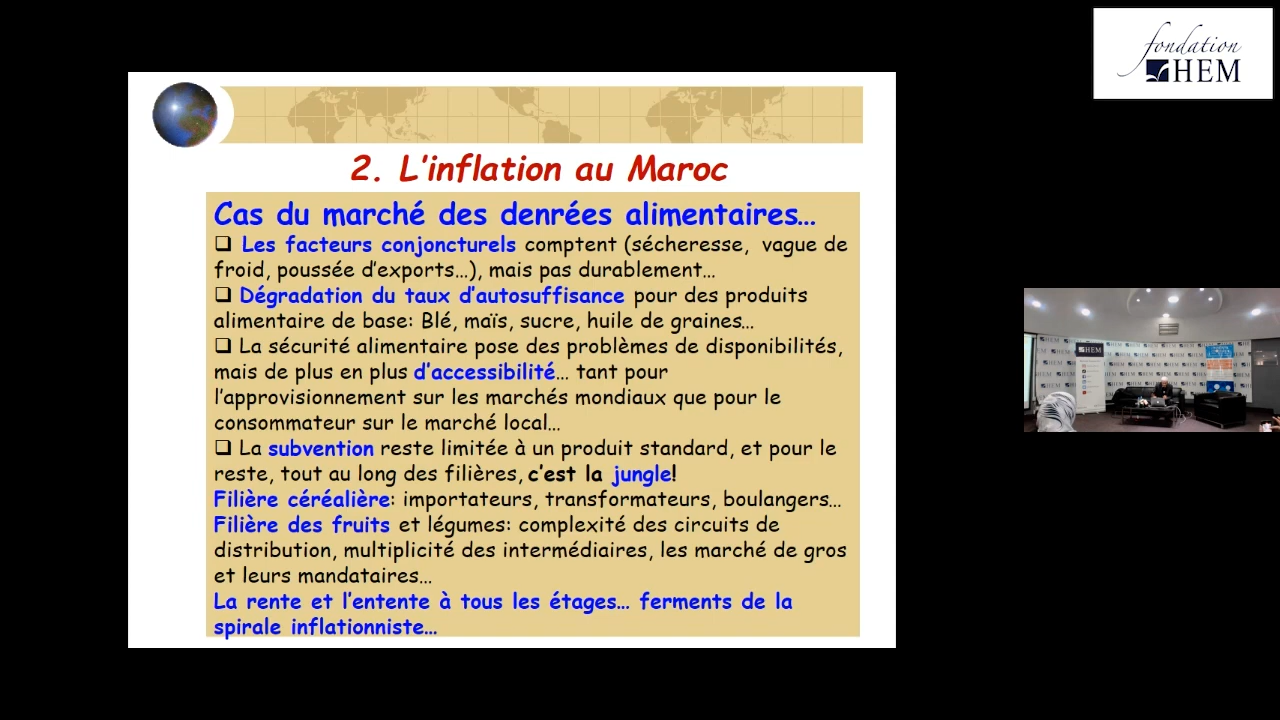 fondation
HEM
2. L'inflation au Maroc
Cas du marché des denrées alimentaires…
❑ Les facteurs conjoncturels comptent (sécheresse, vague de
froid, poussée d'exports…), mais pas durablement…
❑ Dégradation du taux d'autosuffisance pour des produits
alimentaire de base: Blé, maïs, sucre, huile de graines…
❑ La sécurité alimentaire pose des problèmes de disponibilités,
mais de plus en plus d'accessibilité… tant pour
l'approvisionnement sur les marchés mondiaux que pour le
consommateur sur le marché local…
❑ La subvention reste limitée à un produit standard, et pour le
reste, tout au long des filières, c'est la jungle!
Filière céréalière: importateurs, transformateurs, boulangers…
Filière des fruits et légumes: complexité des circuits de
distribution, multiplicité des intermédiaires, les marché de gros
et leurs mandataires…
La rente et l'entente à tous les étages… ferments de la
spirale inflationniste…
HEM